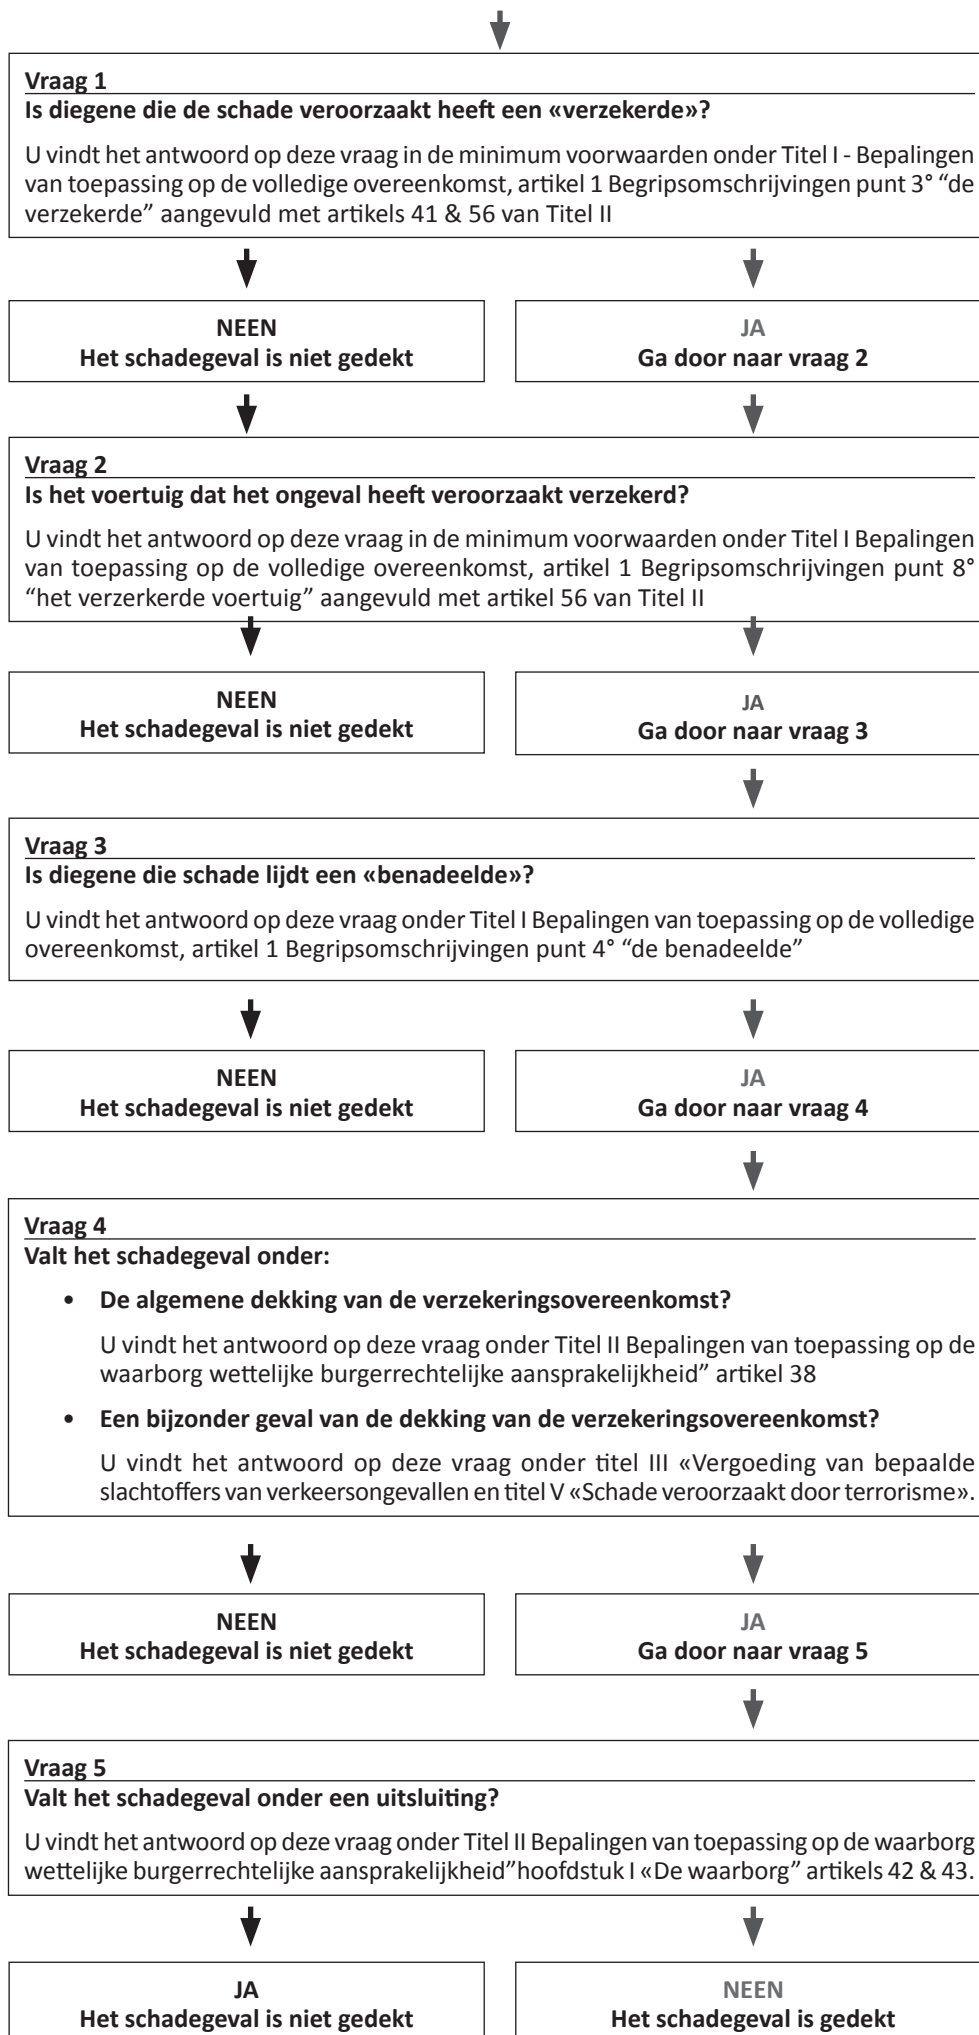 Vraag 1
Is diegene die de schade veroorzaakt heeft een «verzekerde»?
U vindt het antwoord op deze vraag in de minimum voorwaarden onder Titel I - Bepalingen
van toepassing op de volledige overeenkomst, artikel 1 Begripsomschrijvingen punt 3° “de
verzekerde” aangevuld met artikels 41 & 56 van Titel II
NEEN
Het schadegeval is niet gedekt
JA
Ga door naar vraag 2
Vraag 2
Is het voertuig dat het ongeval heeft veroorzaakt verzekerd?
U vindt het antwoord op deze vraag in de minimum voorwaarden onder Titel I Bepalingen
van toepassing op de volledige overeenkomst, artikel 1 Begripsomschrijvingen punt 8°
“het verzerkerde voertuig” aangevuld met artikel 56 van Titel II
NEEN
Het schadegeval is niet gedekt
JA
Ga door naar vraag 3
Vraag 3
Is diegene die schade lijdt een «benadeelde»?
U vindt het antwoord op deze vraag onder Titel I Bepalingen van toepassing op de volledige
overeenkomst, artikel 1 Begripsomschrijvingen punt 4° “de benadeelde”
NEEN
Het schadegeval is niet gedekt
JA
Ga door naar vraag 4
Vraag 4
Valt het schadegeval onder:
• De algemene dekking van de verzekeringsovereenkomst?
U vindt het antwoord op deze vraag onder Titel II Bepalingen van toepassing op de
waarborg wettelijke burgerrechtelijke aansprakelijkheid” artikel 38
• Een bijzonder geval van de dekking van de verzekeringsovereenkomst?
U vindt het antwoord op deze vraag onder titel III «Vergoeding van bepaalde
slachtoffers van verkeersongevallen en titel V «Schade veroorzaakt door terrorisme».
NEEN
Het schadegeval is niet gedekt
JA
Ga door naar vraag 5
Vraag 5
Valt het schadegeval onder een uitsluiting?
U vindt het antwoord op deze vraag onder Titel II Bepalingen van toepassing op de waarborg
wettelijke burgerrechtelijke aansprakelijkheid”hoofdstuk I «De waarborg” artikels 42 & 43.
JA
Het schadegeval is niet gedekt
NEEN
Het schadegeval is gedekt